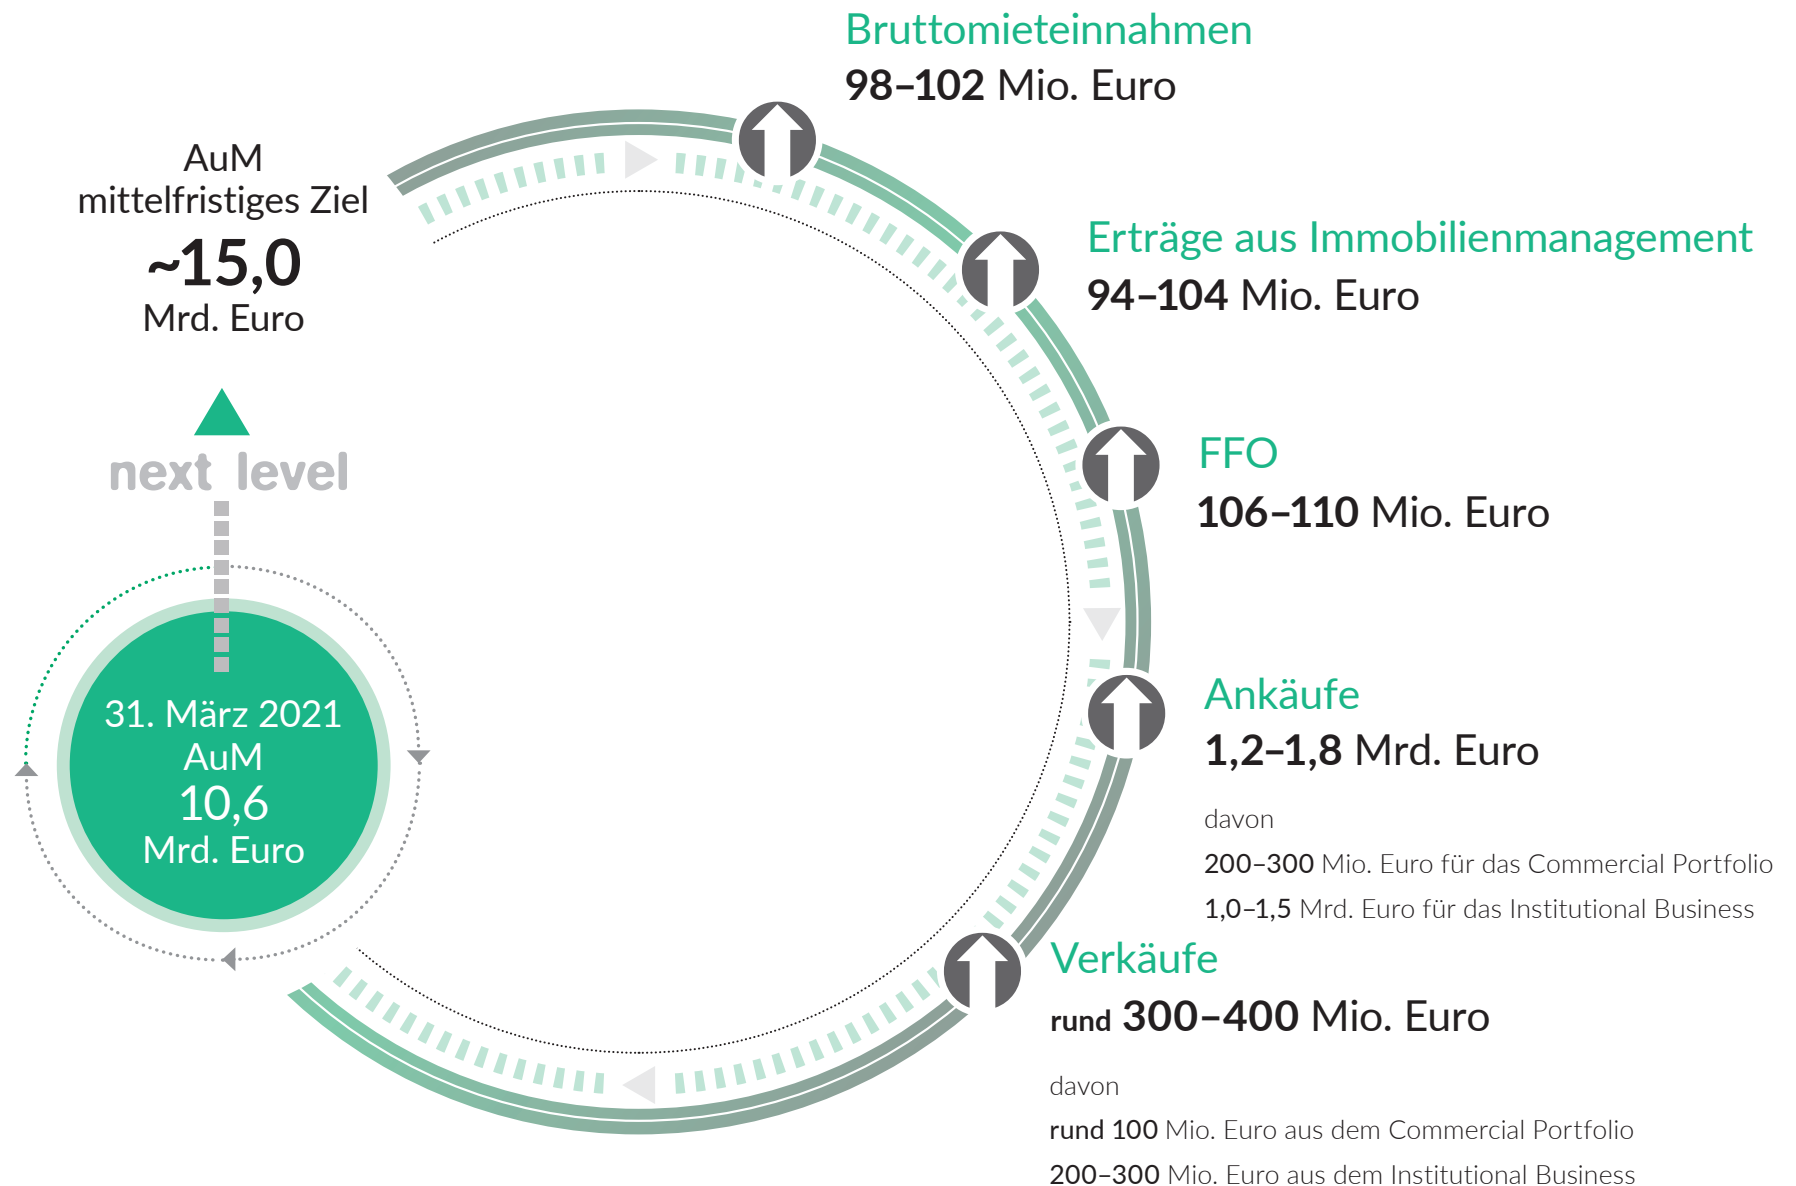 AuM
mittelfristiges Ziel
~15,0
Mrd. Euro
next level
31. März 2021
AuM
10,6
Mrd. Euro
Bruttomieteinnahmen
98–102 Mio. Euro
Erträge aus Immobilienmanagement
94–104 Mio. Euro
FFO
106–110 Mio. Euro
Ankäufe
1,2–1,8 Mrd. Euro
davon
200–300 Mio. Euro für das Commercial Portfolio
1,0–1,5 Mrd. Euro für das Institutional Business
Verkäufe
rund 300–400 Mio. Euro
davon
rund 100 Mio. Euro aus dem Commercial Portfolio
200–300 Mio. Euro aus dem Institutional Business